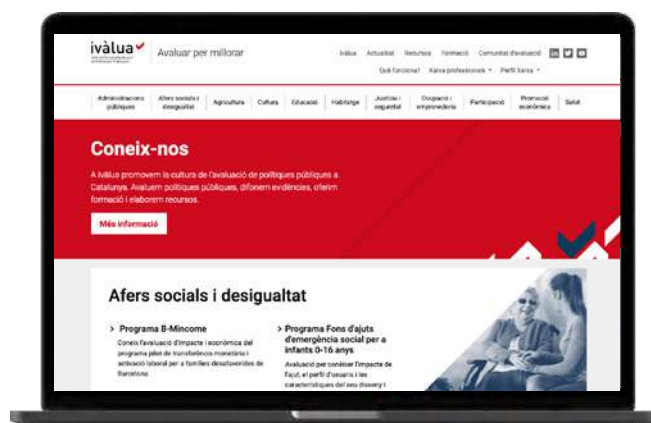 ivàlua
Avaluar per millorar
Ivàlua Actualitat Recursos Formació Comunitat d'avaluació
Què funciona? Xarxa professionals Perfil Xarxa
Administracions públiques
Afers socials i desigualtat
Agricultura
Cultura
Educació
Habitatge
Justícia i seguretat
Ocupació i emprenedoria
Participació
Promoció econòmica
Salut
Coneix-nos
A Ivàlua promovem la cultura de l'avaluació de polítiques públiques a
Catalunya. Avaluem polítiques públiques, difonem evidències, oferim
formació i elaborem recursos.
Més informació
Afers socials i desigualtat
> Programa B-Mincome
Coneix l'avaluació d'impacte i econòmica del
programa pilot de transferència monetària i
activació laboral per a famílies desafavorides de
Barcelona.
> Programa Fons d'ajuts
d'emergència social per a
infants 0-16 anys
Avaluació per conèixer l'impacte de
l'ajut, el perfil d'usuaris i les
característiques del seu disseny i